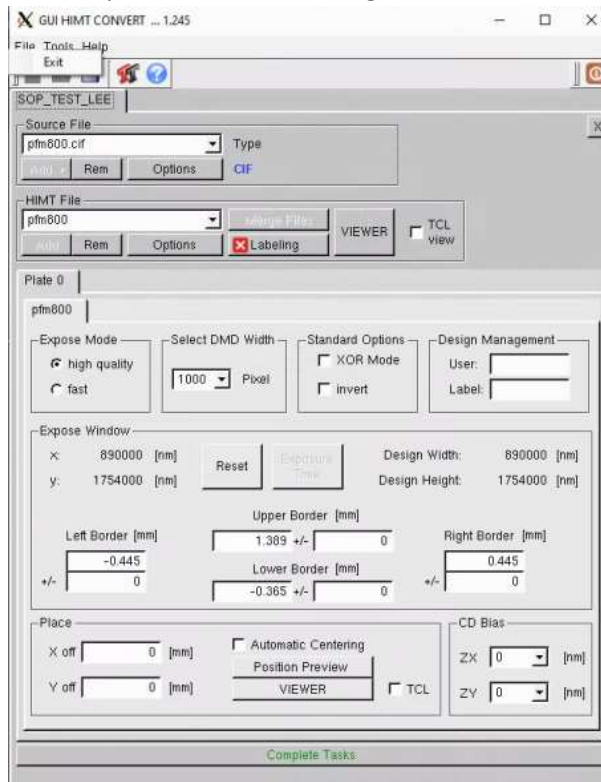 GUI HIMT CONVERT ... 1.245
File Tools Help
Exit
SOP_TEST_LEE
Source File
pfm800.cif
Type
Add Rem Options CIF
HIMT File
pfm800
Merge Files
VIEWER
TCL view
Add Rem Options Labeling
Plate 0
pfm800
Expose Mode
high quality
fast
Select DMD Width
1000 Pixel
Standard Options
XOR Mode
invert
Design Management
User:
Label:
Expose Window
x: 890000 [nm]
y: 1754000 [nm]
Reset
Exposure Time
Design Width: 890000 [nm]
Design Height: 1754000 [nm]
Upper Border [mm]
1.389 +/- 0
Left Border [mm]
-0.445
+/- 0
Lower Border [mm]
-0.365 +/- 0
Right Border [mm]
0.445
+/- 0
Place
X off 0 [mm]
Y off 0 [mm]
Automatic Centering
Position Preview
VIEWER
TCL
CD Bias
ZX 0 [nm]
ZY 0 [nm]
Complete Tasks